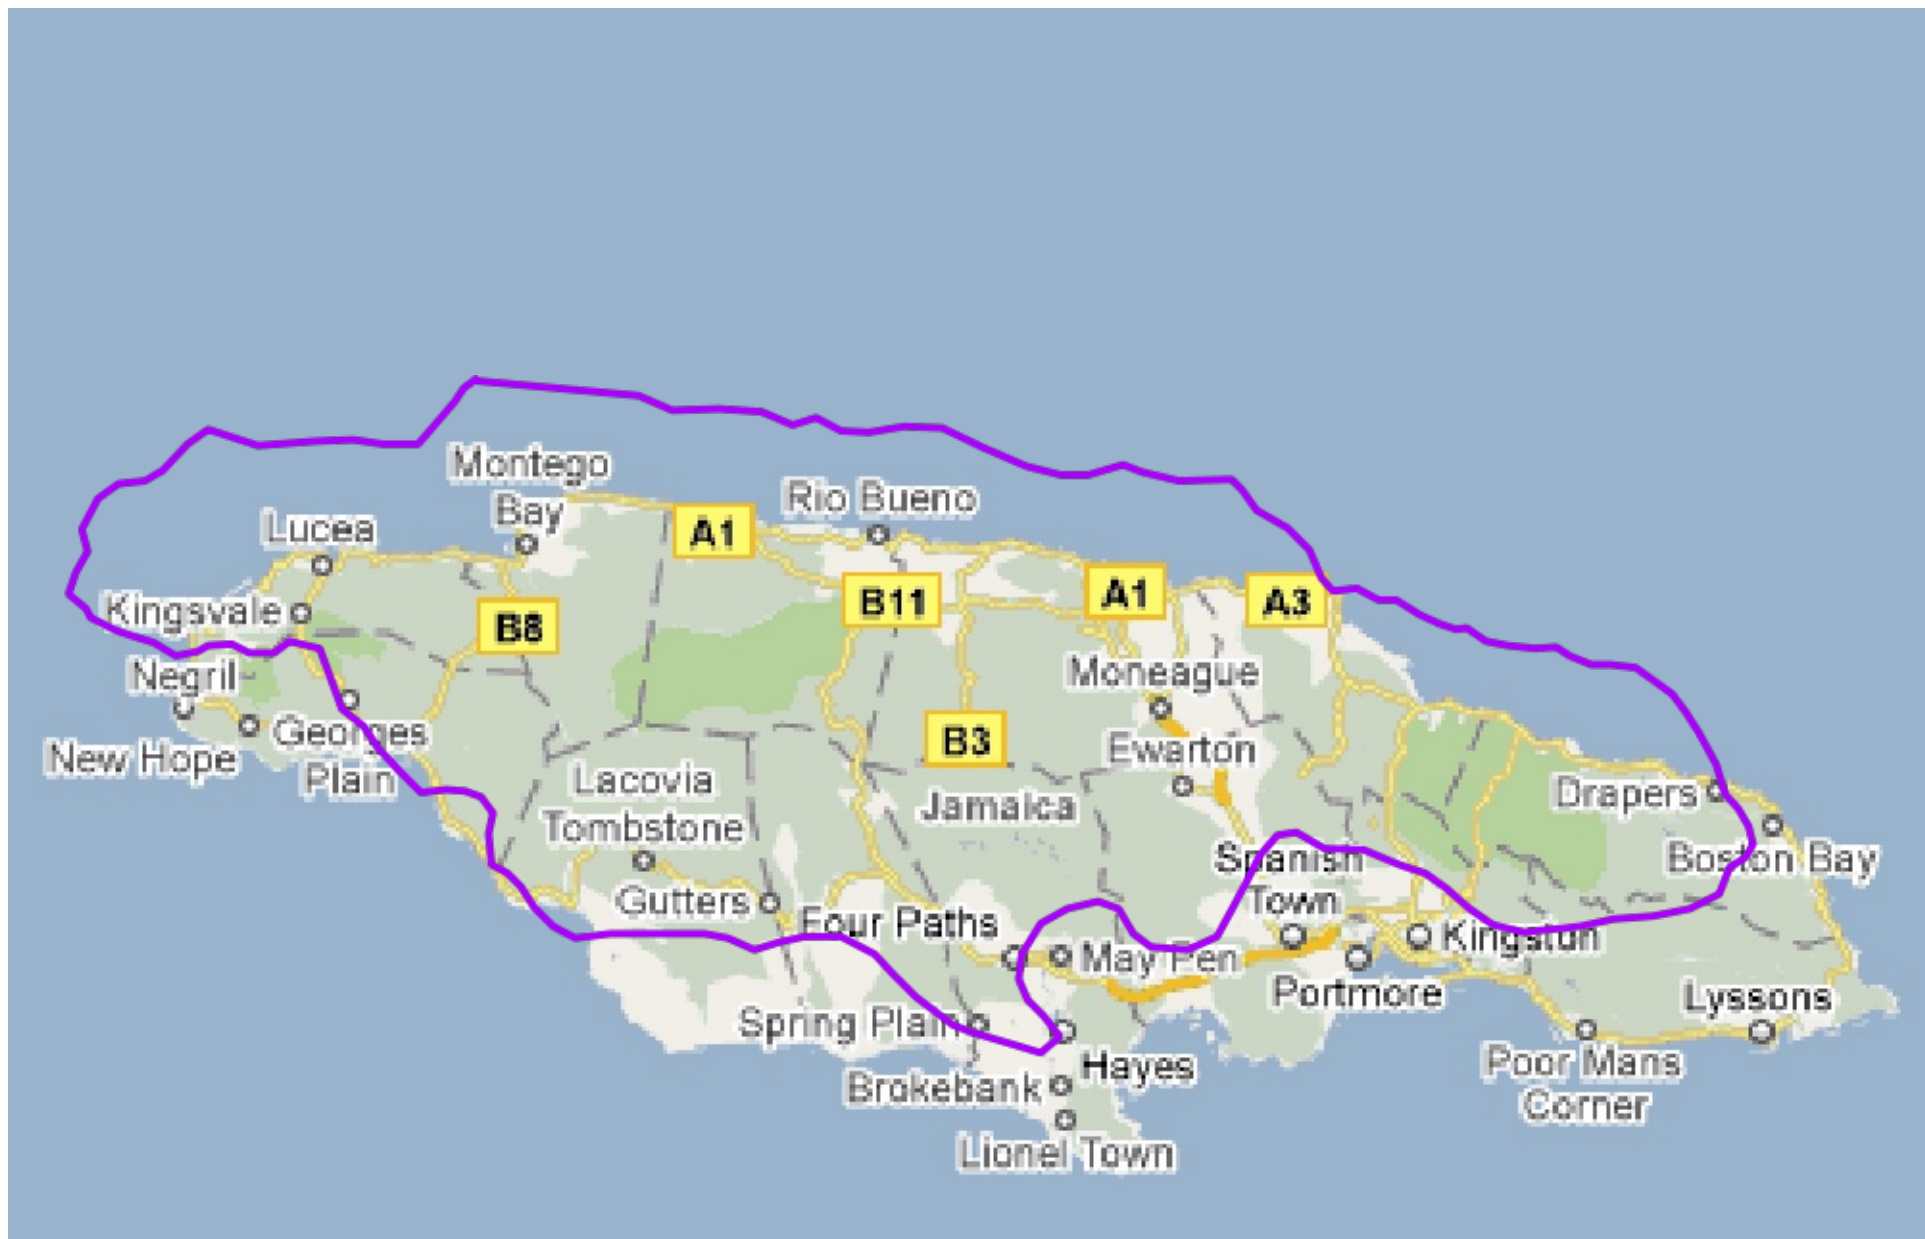 Montego
Bay
Rio Bueno
Lucea
A1
B11
A1
A3
Kingsvale
B8
Negril
Moneague
New Hope
Georges
Plain
B3
Ewarton
Lacovia
Tombstone
Jamaica
Drapers
Spanish
Town
Boston Bay
Gutters
Four Paths
Kingston
May Pen
Portmore
Lyssons
Spring Plain
Hayes
Poor Mans
Corner
Brokebank
Lionel Town